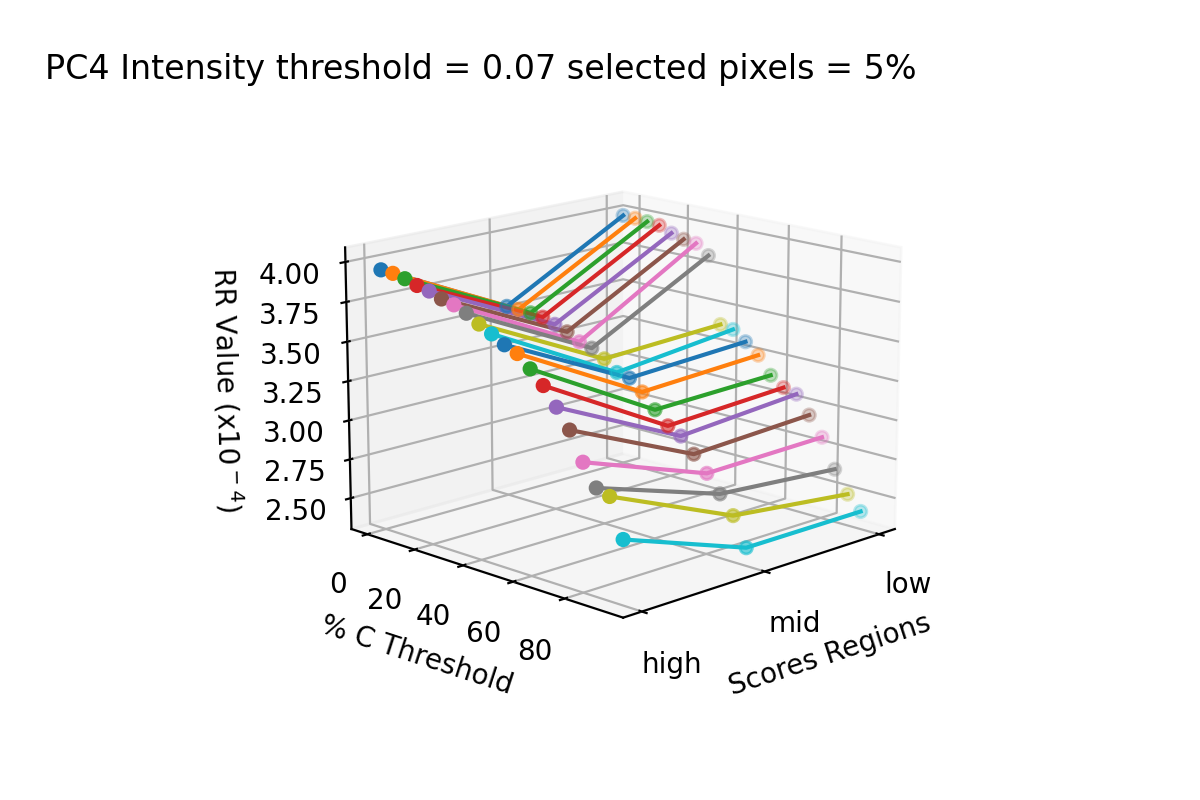 PC4 Intensity threshold = 0.07 selected pixels = 5%
RR Value (x10⁻⁴)
4.00
3.75
3.50
3.25
3.00
2.75
2.50
0
20
40
60
80
% C Threshold
high
mid
low
Scores Regions